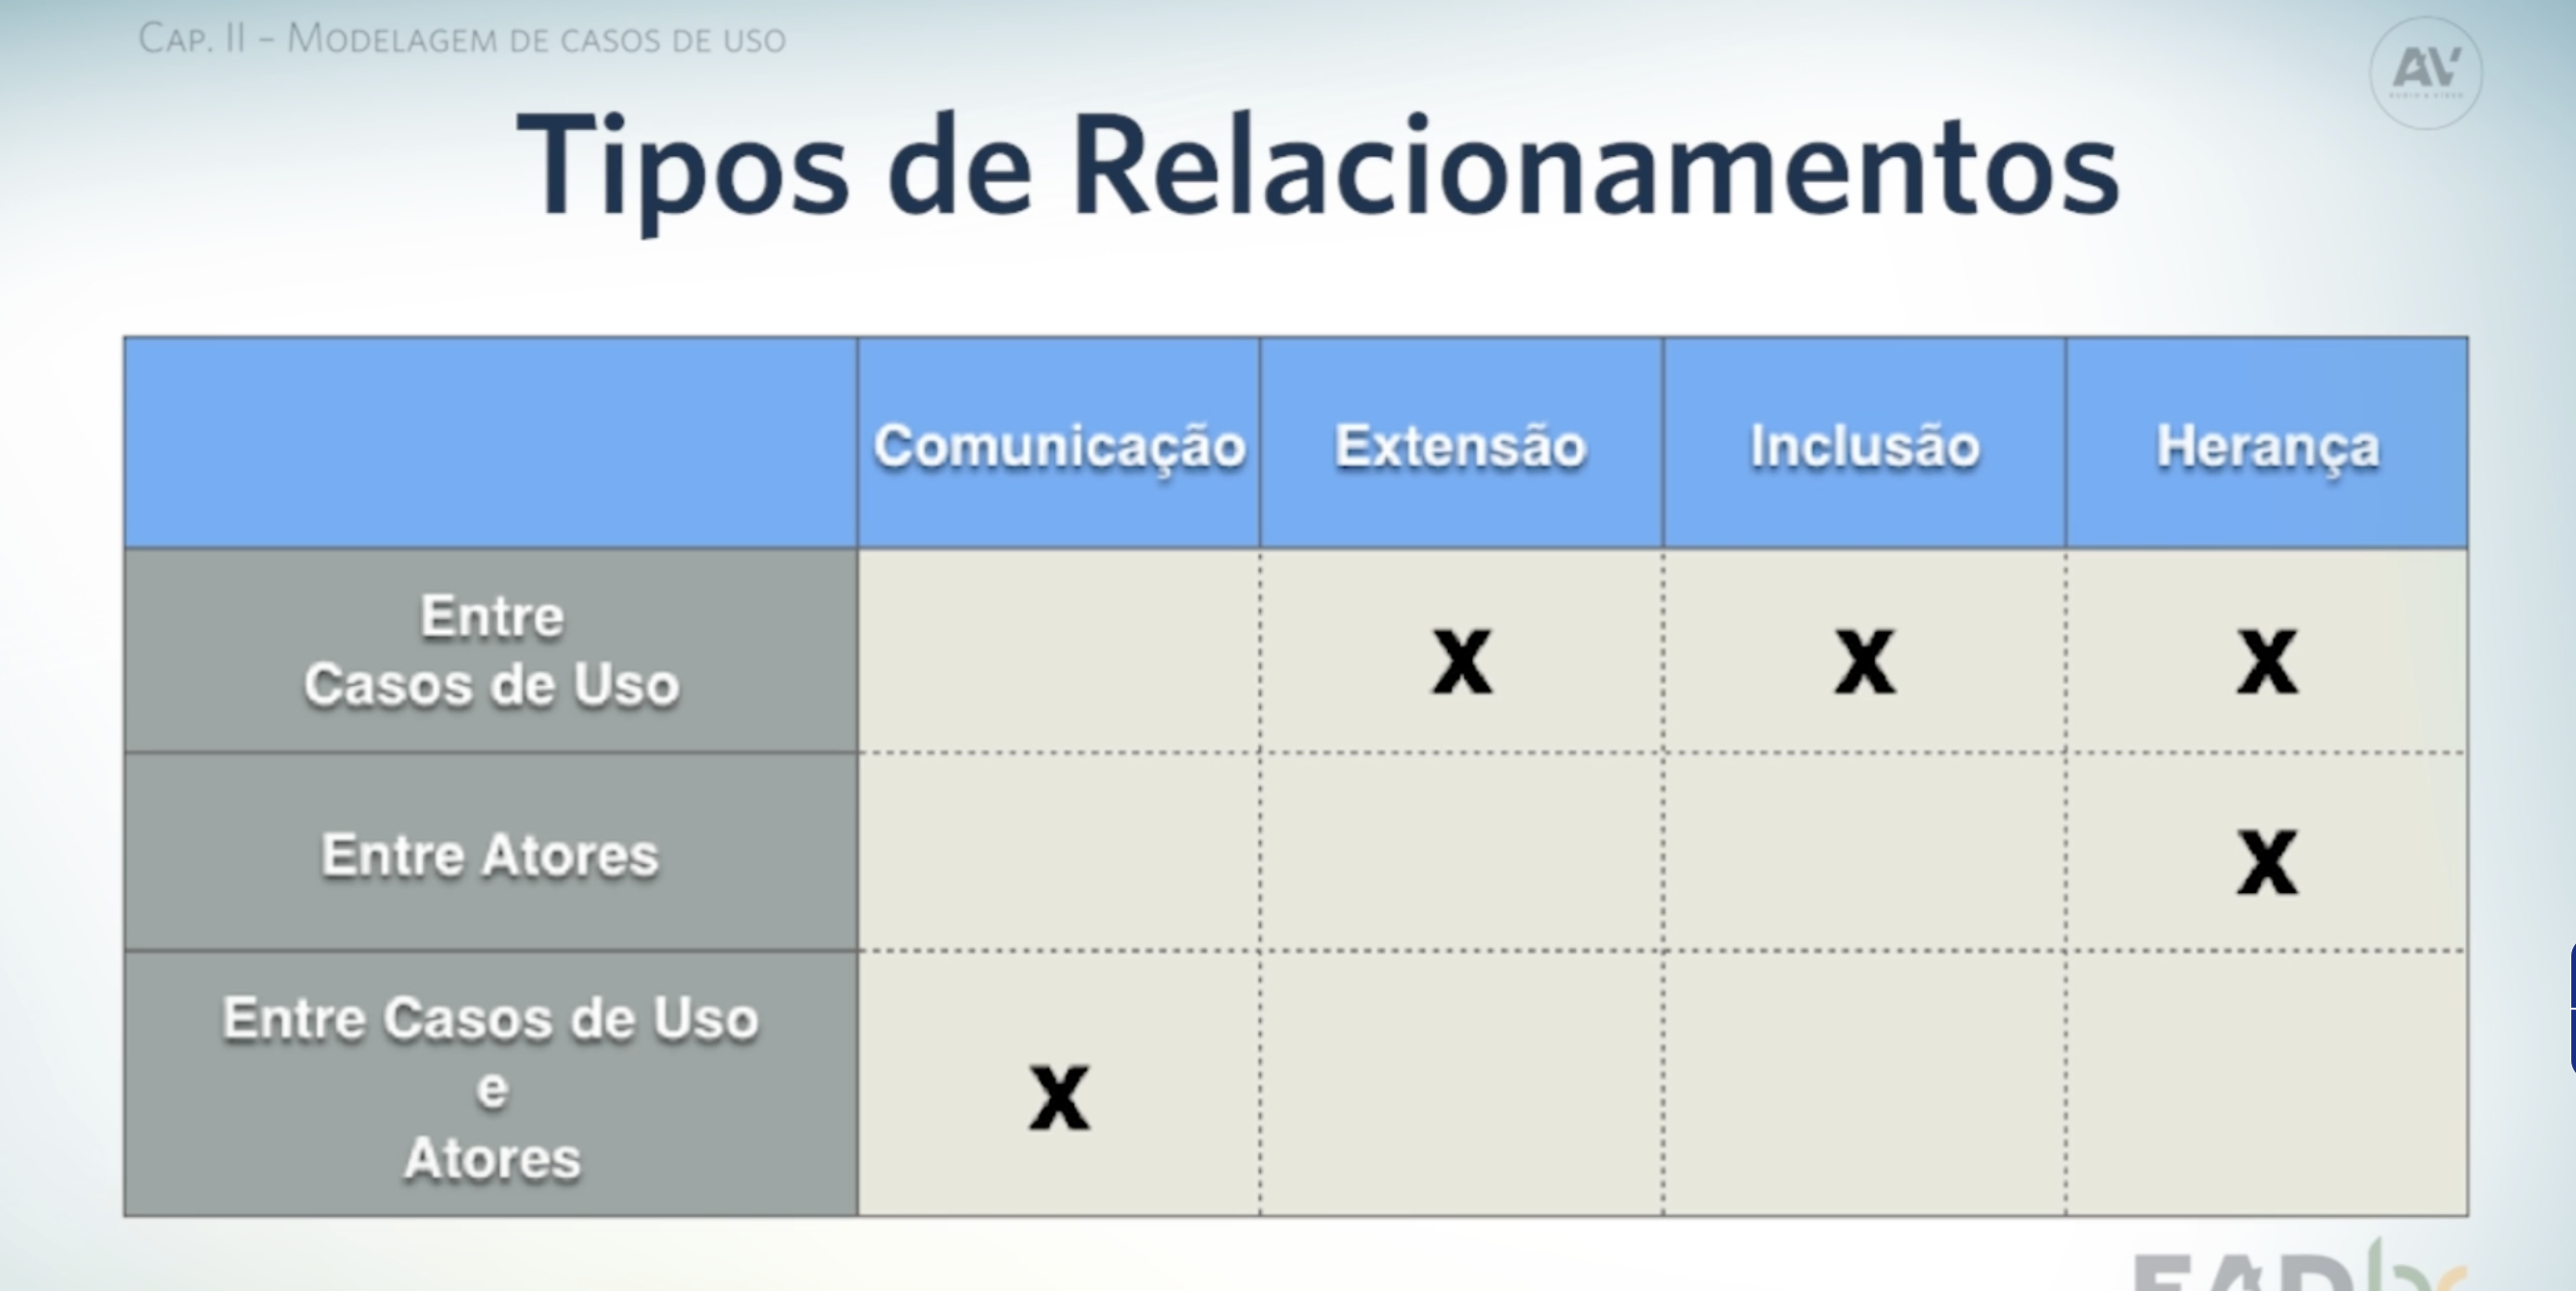 CAP. II – MODELAGEM DE CASOS DE USO
AV
Tipos de Relacionamentos
Comunicação Extensão Inclusão Herança
Entre
Casos de Uso
X X X
Entre Atores
X
Entre Casos de Uso
e
Atores
X